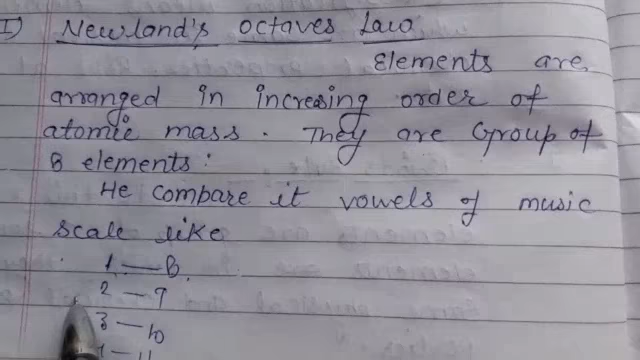 I) Newland's octaves Law
Elements are
arranged in increasing order of
atomic mass. They are Group of
8 elements:
He compare it vowels of music
scale like
1 — 8
2 — 9
3 — 10